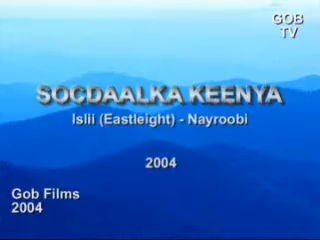 GOB
TV
SOCDAALKA KEENYA
Islii (Eastleight) - Nayroobi
2004
Gob Films
2004